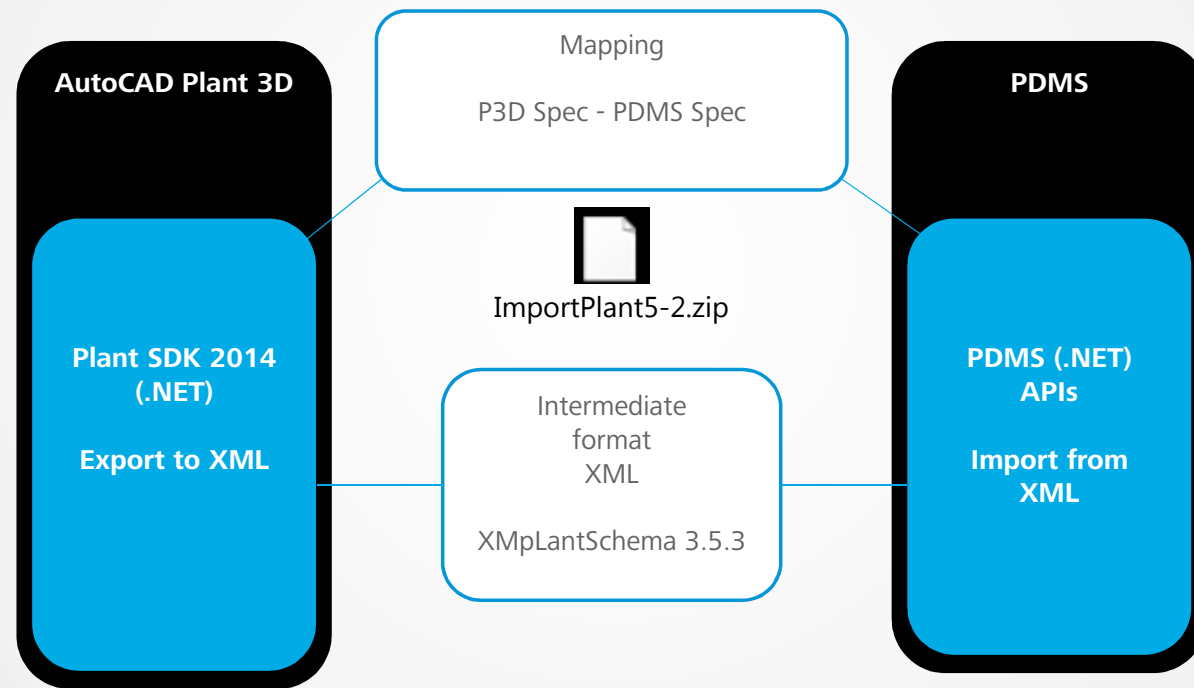 AutoCAD Plant 3D
Plant SDK 2014
(.NET)
Export to XML
Mapping
P3D Spec - PDMS Spec
ImportPlant5-2.zip
Intermediate
format
XML
XMpLantSchema 3.5.3
PDMS
PDMS (.NET)
APIs
Import from
XML